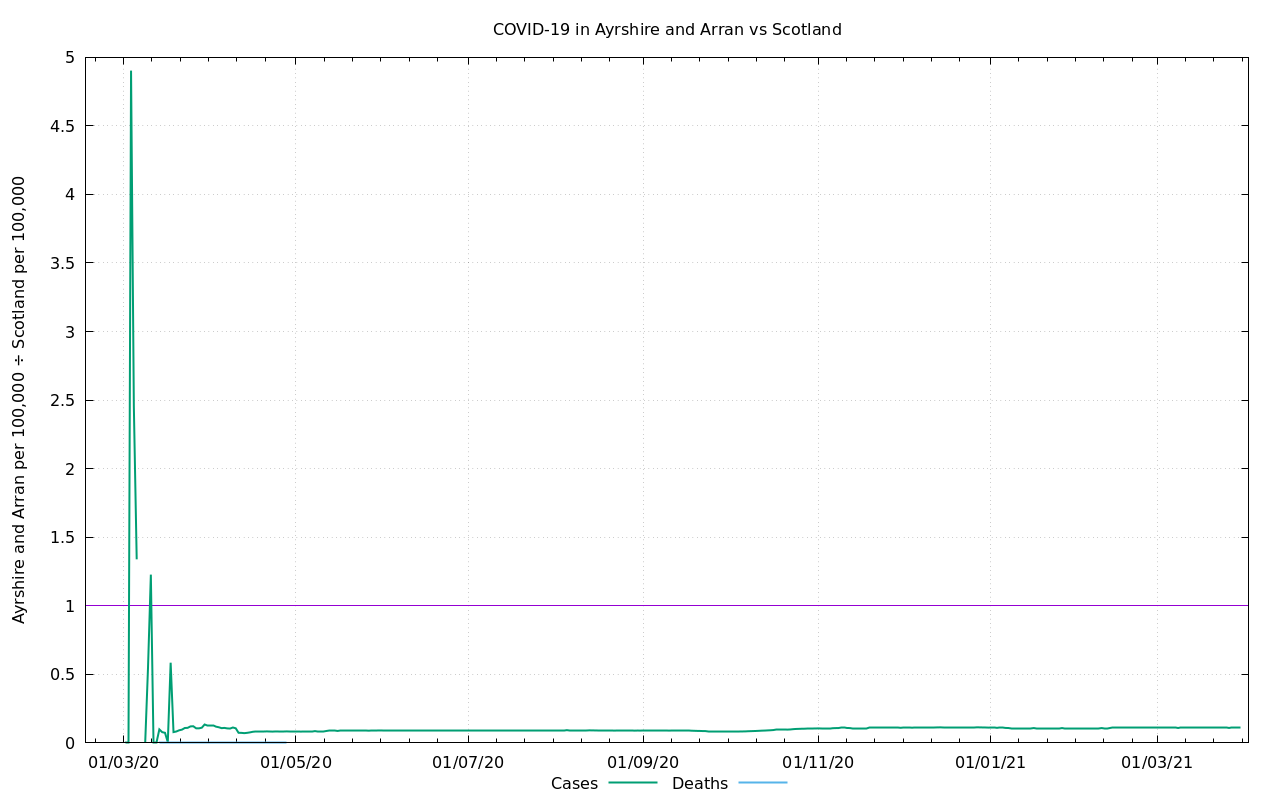 COVID-19 in Ayrshire and Arran vs Scotland
Ayrshire and Arran per 100,000 ÷ Scotland per 100,000
5
4.5
4
3.5
3
2.5
2
1.5
1
0.5
0
01/03/20 01/05/20 01/07/20 01/09/20 01/11/20 01/01/21 01/03/21
Cases Deaths